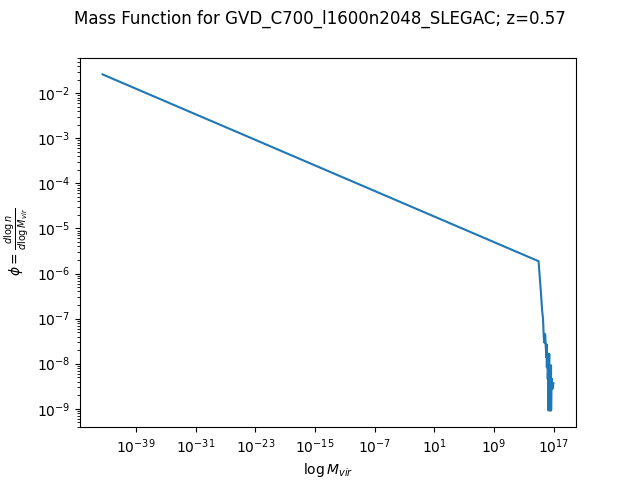 Mass Function for GVD_C700_l1600n2048_SLEGAC; z=0.57
10⁻²
10⁻³
10⁻⁴
10⁻⁵
10⁻⁶
10⁻⁷
10⁻⁸
10⁻⁹
ϕ = d log n / d log M_vir
10⁻³⁹ 10⁻³¹ 10⁻²³ 10⁻¹⁵ 10⁻⁷ 10¹ 10⁹ 10¹⁷
log M_vir